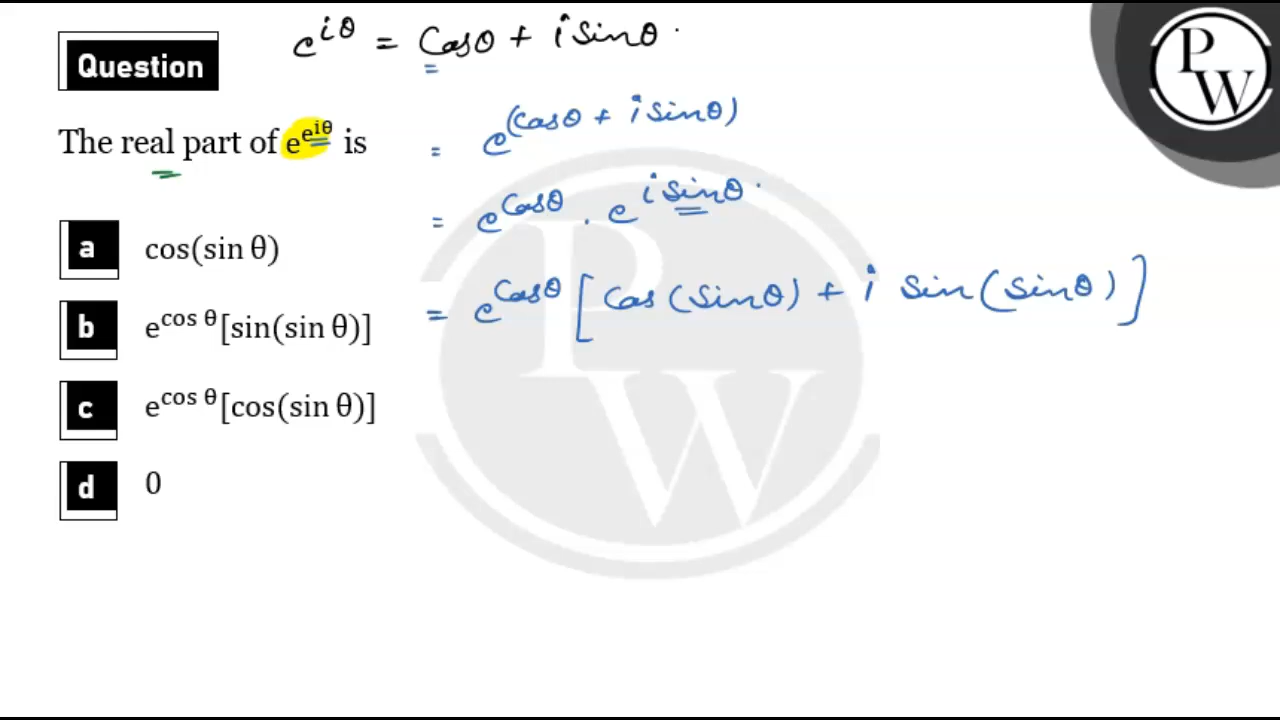 e^{iθ} = Cosθ + i sinθ
Question
The real part of e^{e^{iθ}} is
= e^{(cosθ + i sinθ)}
= e^{cosθ} . e^{i sinθ}
= e^{cosθ} [cos(sinθ) + i sin(sinθ)]
a cos(sin θ)
b e^{cos θ}[sin(sin θ)]
c e^{cos θ}[cos(sin θ)]
d 0
P
W
P
W